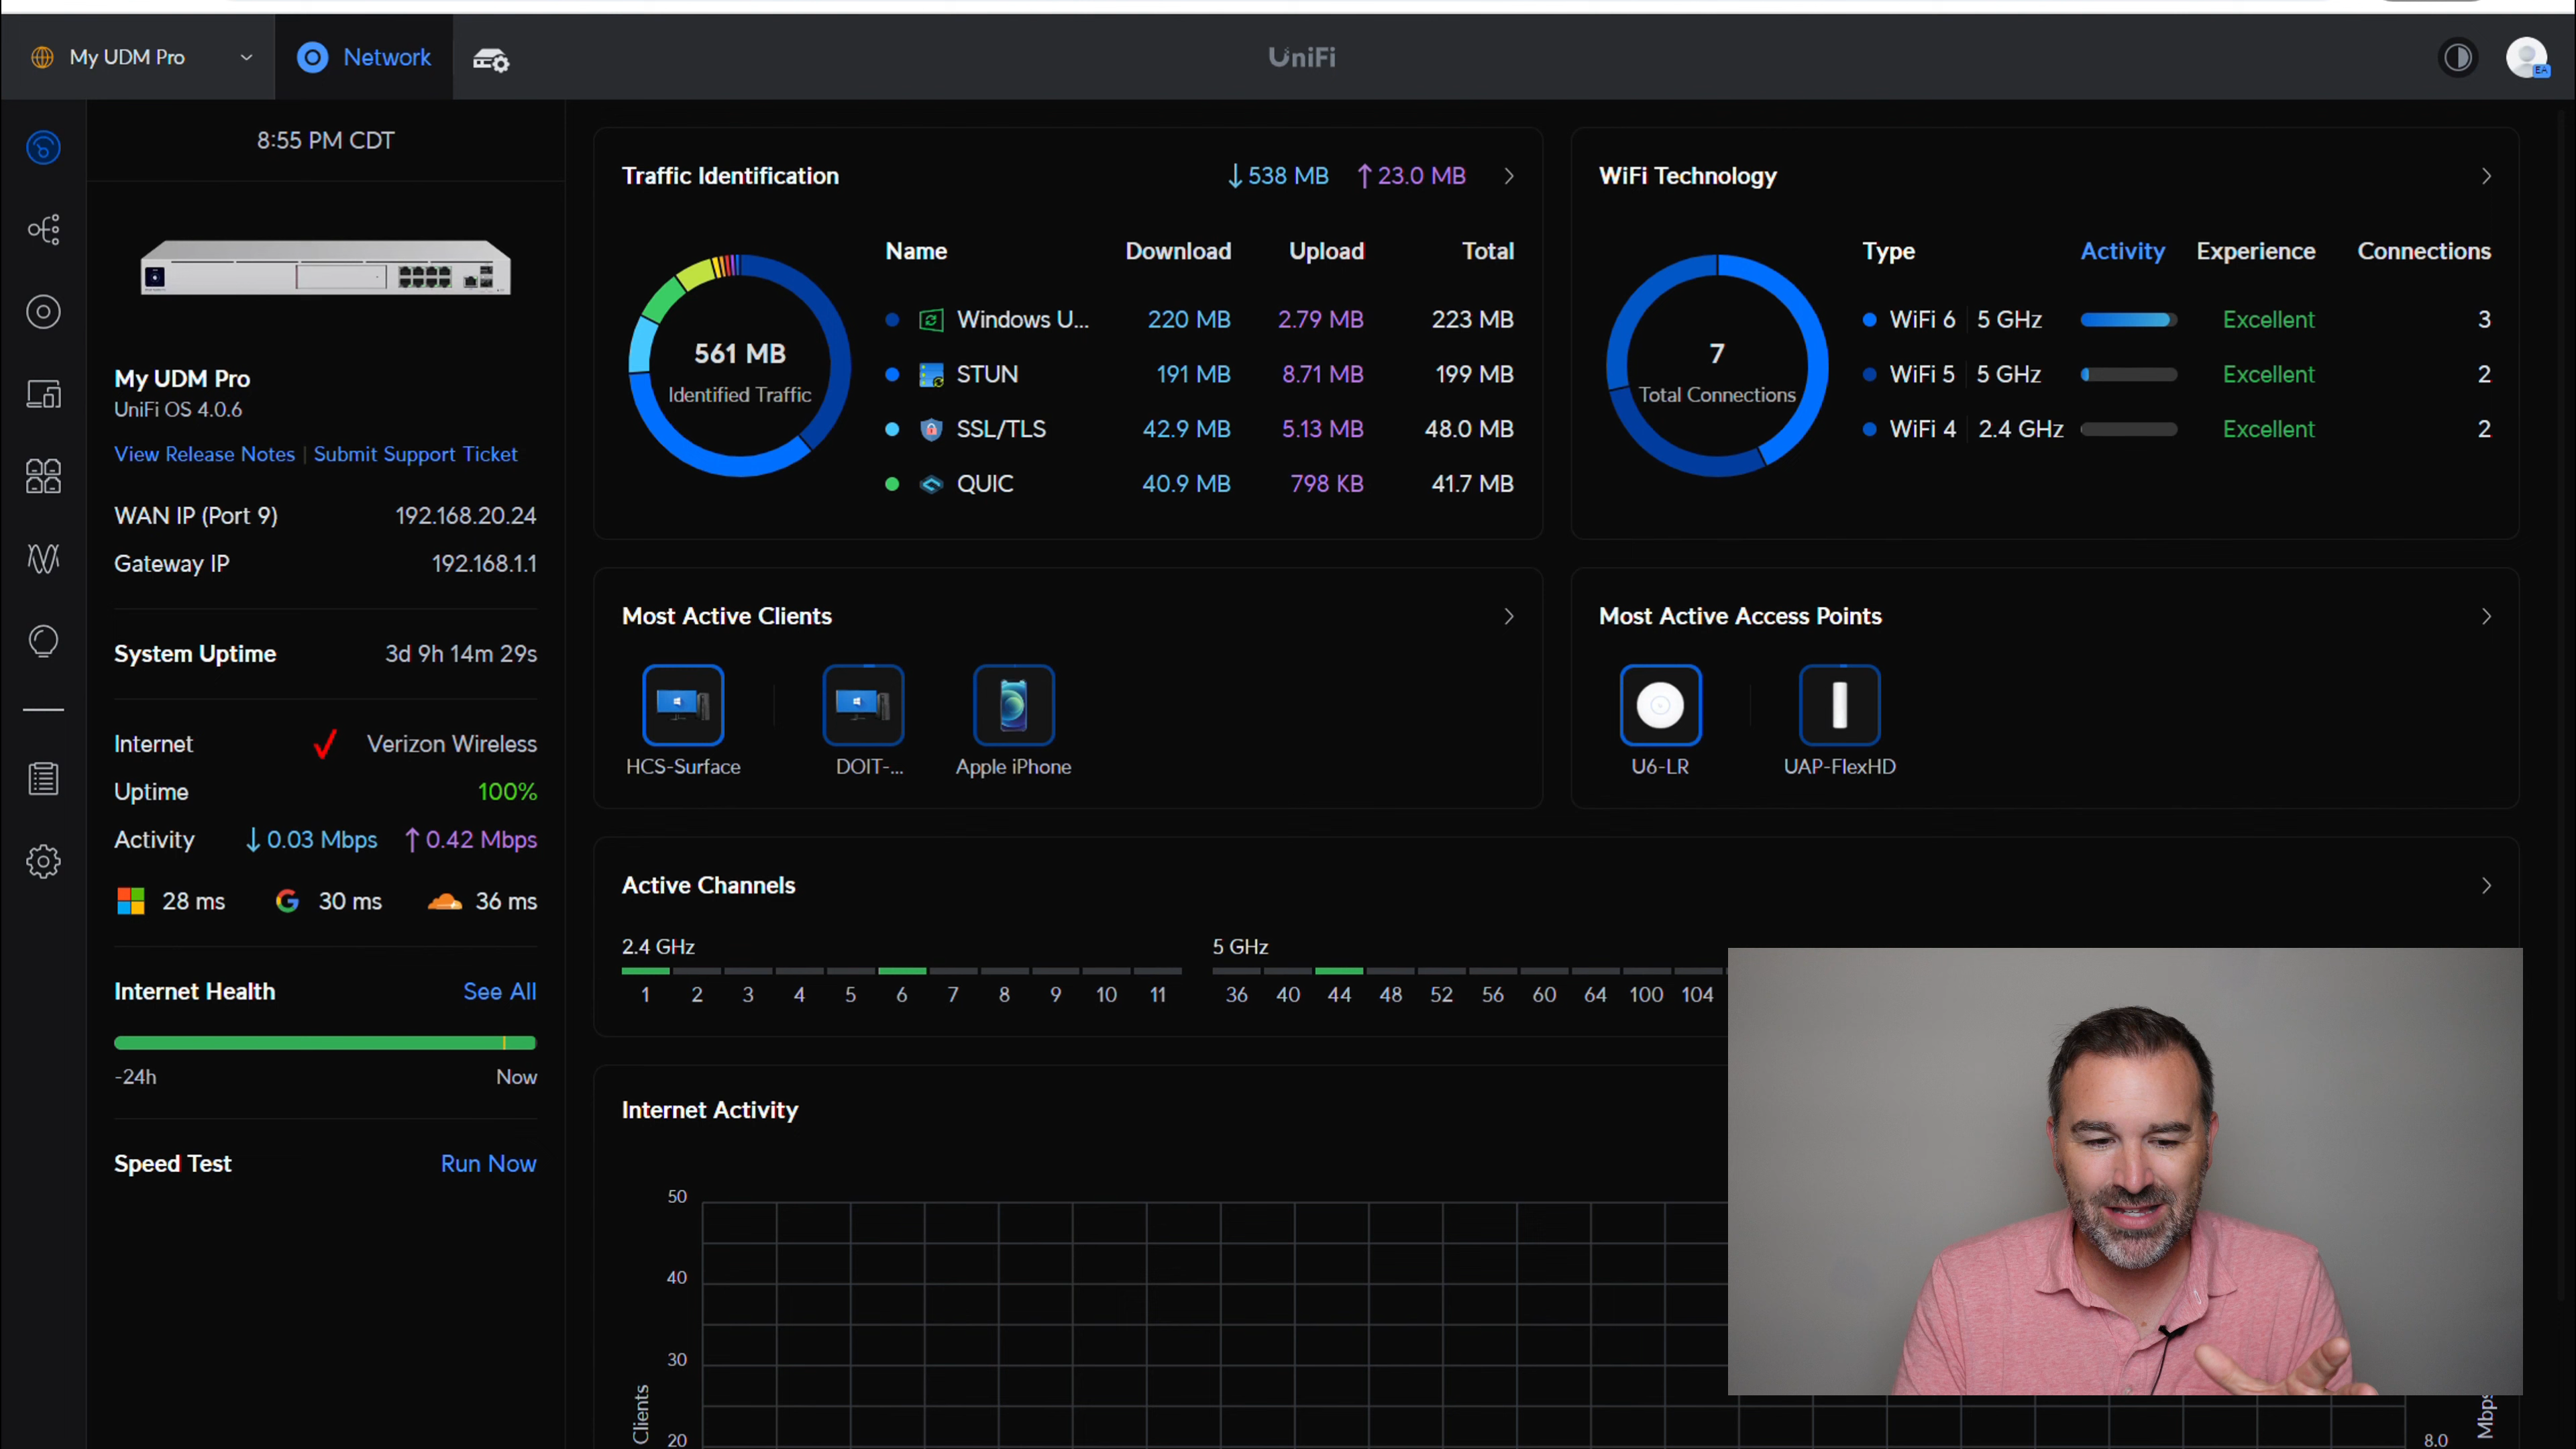 My UDM Pro
Network
UniFi
EA
8:55 PM CDT
My UDM Pro
UniFi OS 4.0.6
View Release Notes | Submit Support Ticket
WAN IP (Port 9) 192.168.20.24
Gateway IP 192.168.1.1
System Uptime 3d 9h 14m 29s
Internet Verizon Wireless
Uptime 100%
Activity ↓ 0.03 Mbps ↑ 0.42 Mbps
28 ms 30 ms 36 ms
Internet Health See All
-24h Now
Speed Test Run Now
Traffic Identification ↓ 538 MB ↑ 23.0 MB
561 MB
Identified Traffic
Name Download Upload Total
Windows U... 220 MB 2.79 MB 223 MB
STUN 191 MB 8.71 MB 199 MB
SSL/TLS 42.9 MB 5.13 MB 48.0 MB
QUIC 40.9 MB 798 KB 41.7 MB
WiFi Technology
7
Total Connections
Type Activity Experience Connections
WiFi 6 | 5 GHz Excellent 3
WiFi 5 | 5 GHz Excellent 2
WiFi 4 | 2.4 GHz Excellent 2
Most Active Clients
HCS-Surface DOIT-... Apple iPhone
Most Active Access Points
U6-LR UAP-FlexHD
Active Channels
2.4 GHz
1 2 3 4 5 6 7 8 9 10 11
5 GHz
36 40 44 48 52 56 60 64 100 104
Internet Activity
50
40
30
20
Clients
Mbps
8.0